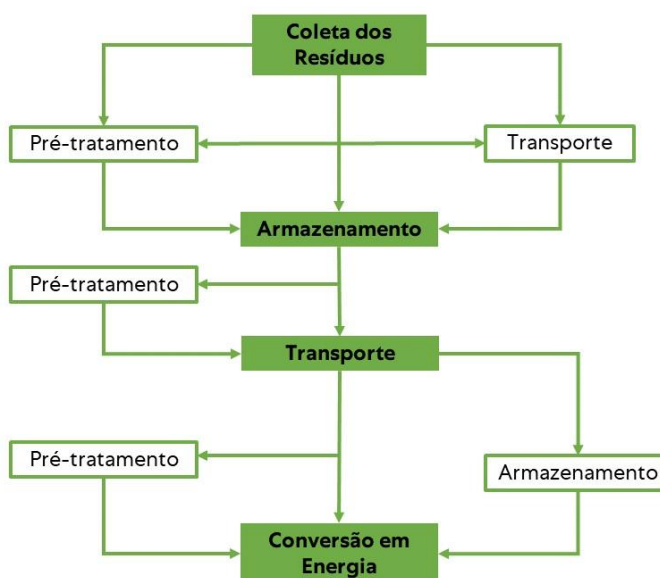 Coleta dos
Resíduos
Pré-tratamento
Transporte
Armazenamento
Pré-tratamento
Transporte
Pré-tratamento
Armazenamento
Conversão em
Energia